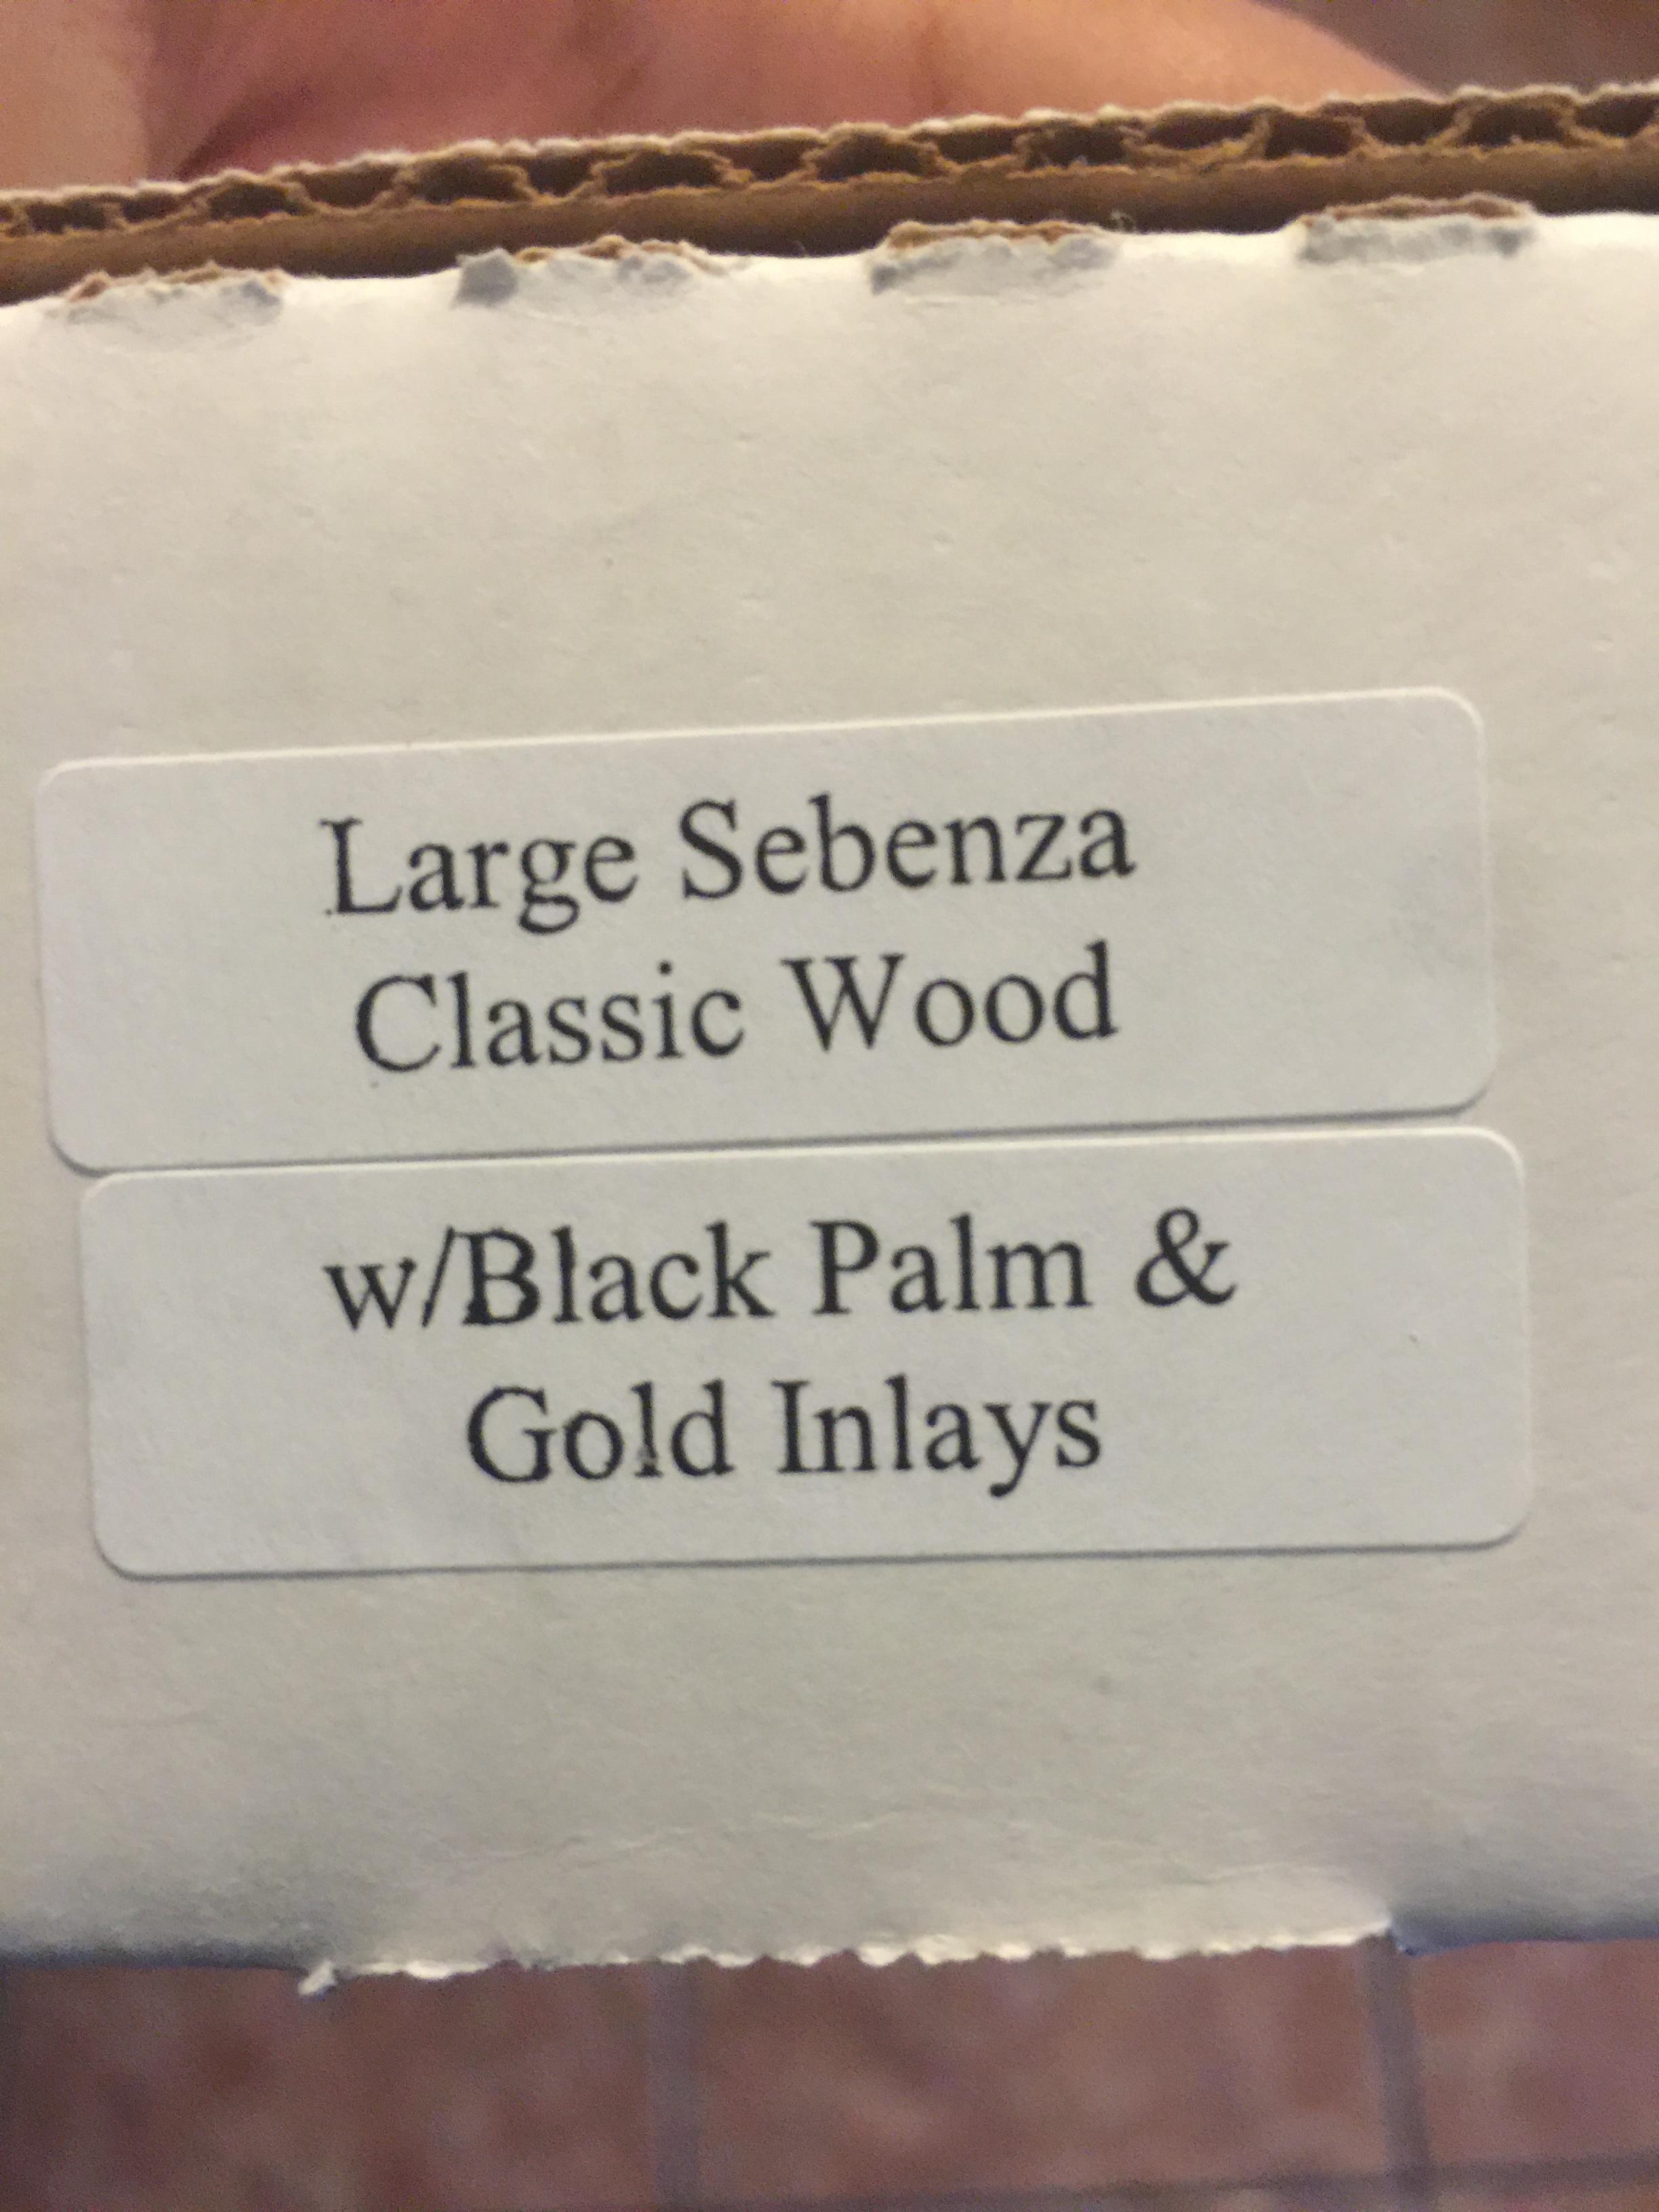 Large Sebenza
Classic Wood
w/Black Palm &
Gold Inlays